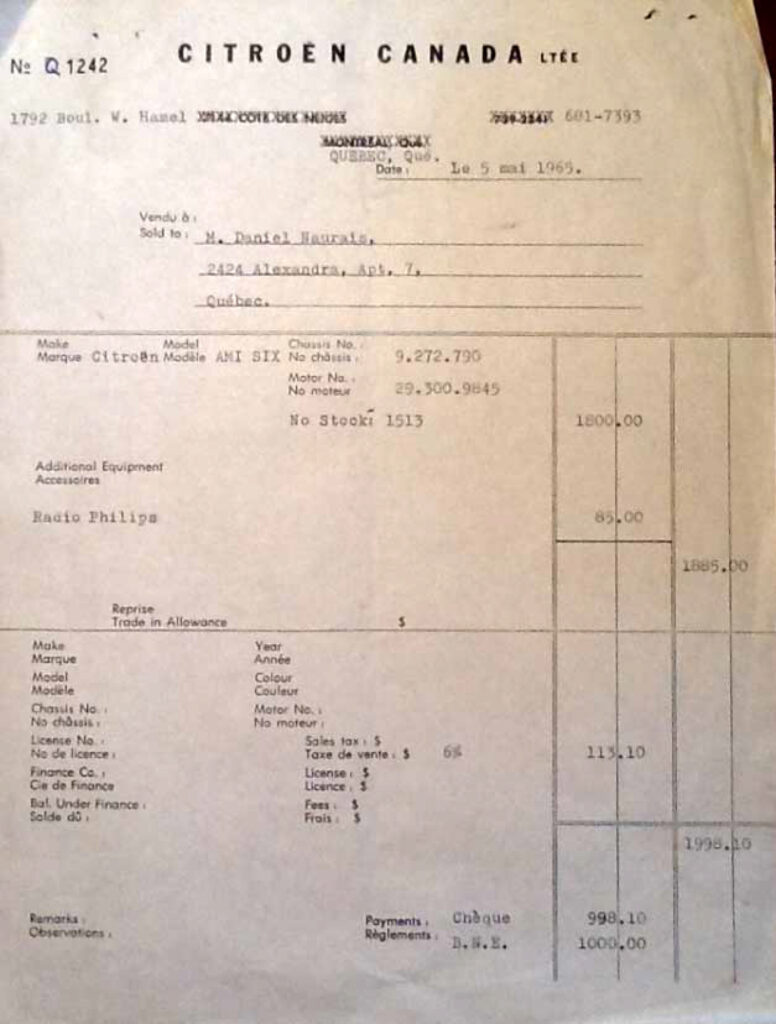 No Q 1242
CITROËN CANADA LTÉE
1792 Boul. W. Hamel 681-7393
MONTREAL, QUÉ.
QUEBEC, Qué.
Date: Le 5 mai 1965.
Vendu à:
Sold to: M. Daniel Naurais,
2424 Alexandra, Apt. 7,
Québec.
Make Model Chassis No.:
Marque Citroën Modèle AMI SIX No châssis: 9.272.790
Motor No.:
No moteur 29.300.9845
No Stock: 1513 1800.00
Additional Equipment
Accessoires
Radio Philips 85.00
1885.00
Reprise
Trade in Allowance $
Make Year
Marque Année
Model Colour
Modèle Couleur
Chassis No.: Motor No.:
No châssis: No moteur:
License No.: Sales tax: $
No de licence: Taxe de vente: $ 6% 113.10
Finance Co.: License: $
Cie de Finance Licence: $
Bal. Under Finance: Fees: $
Solde dû: Frais: $
1998.10
Remarks: Payments: Chèque 998.10
Observations: Règlements: B.N.E. 1000.00